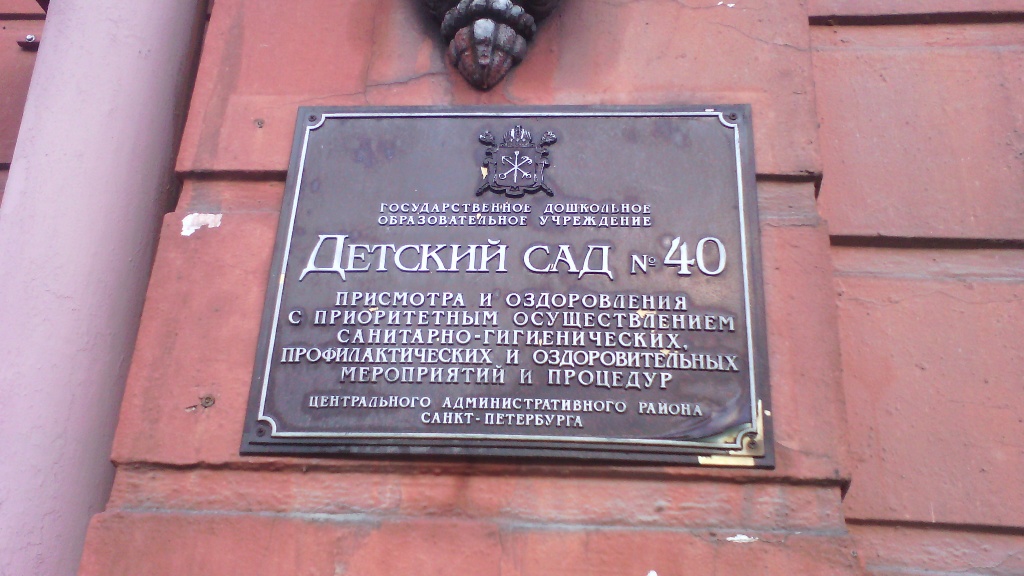 ГОСУДАРСТВЕННОЕ ДОШКОЛЬНОЕ
ОБРАЗОВАТЕЛЬНОЕ УЧРЕЖДЕНИЕ
ДЕТСКИЙ САД № 40
ПРИСМОТРА И ОЗДОРОВЛЕНИЯ
С ПРИОРИТЕТНЫМ ОСУЩЕСТВЛЕНИЕМ
САНИТАРНО-ГИГИЕНИЧЕСКИХ,
ПРОФИЛАКТИЧЕСКИХ И ОЗДОРОВИТЕЛЬНЫХ
МЕРОПРИЯТИЙ И ПРОЦЕДУР
ЦЕНТРАЛЬНОГО АДМИНИСТРАТИВНОГО РАЙОНА
САНКТ-ПЕТЕРБУРГА